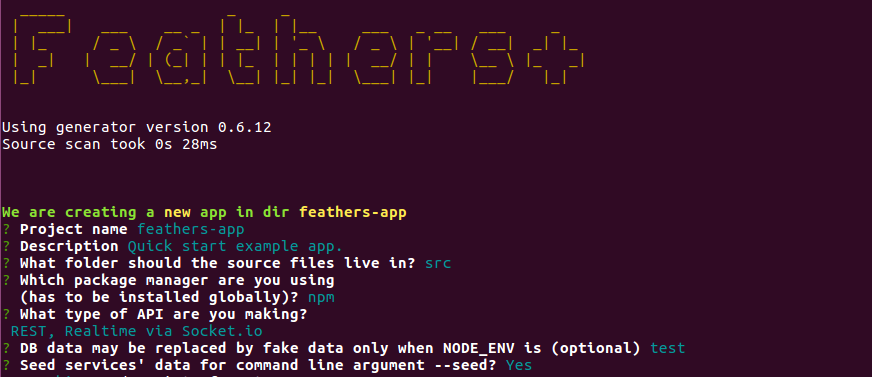 Feathers+
Using generator version 0.6.12
Source scan took 0s 28ms
We are creating a new app in dir feathers-app
? Project name feathers-app
? Description Quick start example app.
? What folder should the source files live in? src
? Which package manager are you using
(has to be installed globally)? npm
? What type of API are you making?
REST, Realtime via Socket.io
? DB data may be replaced by fake data only when NODE_ENV is (optional) test
? Seed services' data for command line argument --seed? Yes